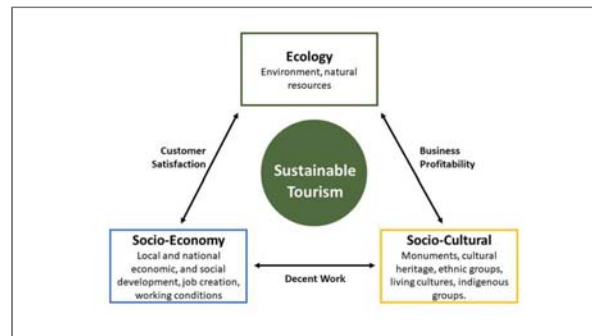 Ecology
Environment, natural
resources
Customer
Satisfaction
Business
Profitability
Sustainable
Tourism
Socio-Economy
Local and national
economic, and social
development, job creation,
working conditions
Decent Work
Socio-Cultural
Monuments, cultural
heritage, ethnic groups,
living cultures, indigenous
groups.